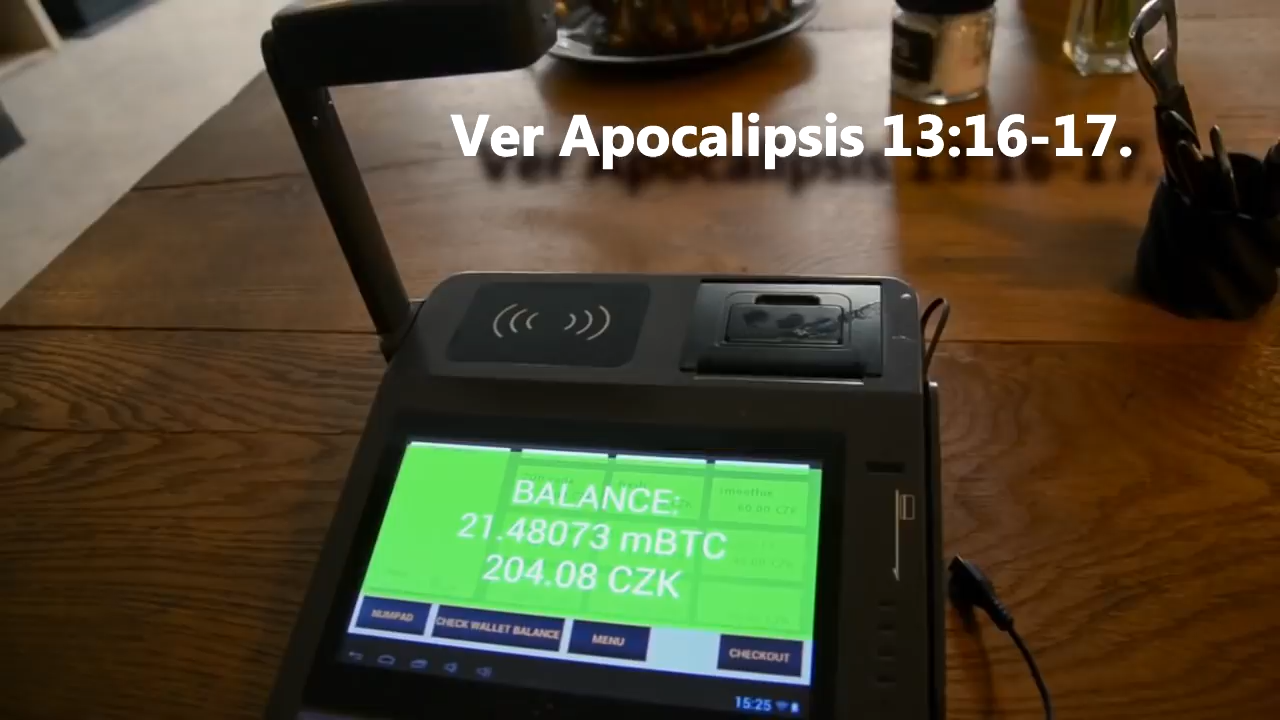 Ver Apocalipsis 13:16-17.
BALANCE:
21.48073 mBTC
204.08 CZK
NUMPAD
CHECK WALLET BALANCE
MENU
CHECKOUT
15:25